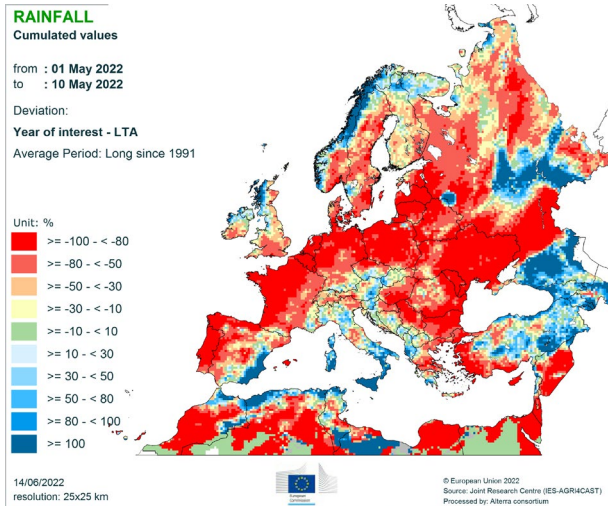 RAINFALL
Cumulated values
from : 01 May 2022
to : 10 May 2022
Deviation:
Year of interest - LTA
Average Period: Long since 1991
Unit: %
>= -100 - < -80
>= -80 - < -50
>= -50 - < -30
>= -30 - < -10
>= -10 - < 10
>= 10 - < 30
>= 30 - < 50
>= 50 - < 80
>= 80 - < 100
>= 100
14/06/2022
resolution: 25x25 km
European
Commission
© European Union 2022
Source: Joint Research Centre (IES-AGRI4CAST)
Processed by: Alterra consortium